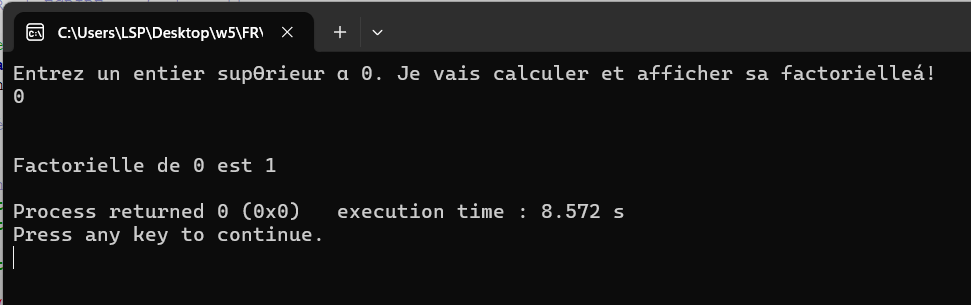 C:\Users\LSP\Desktop\w5\FR\
Entrez un entier supΘrieur α 0. Je vais calculer et afficher sa factorielleá!
0
Factorielle de 0 est 1
Process returned 0 (0x0)   execution time : 8.572 s
Press any key to continue.